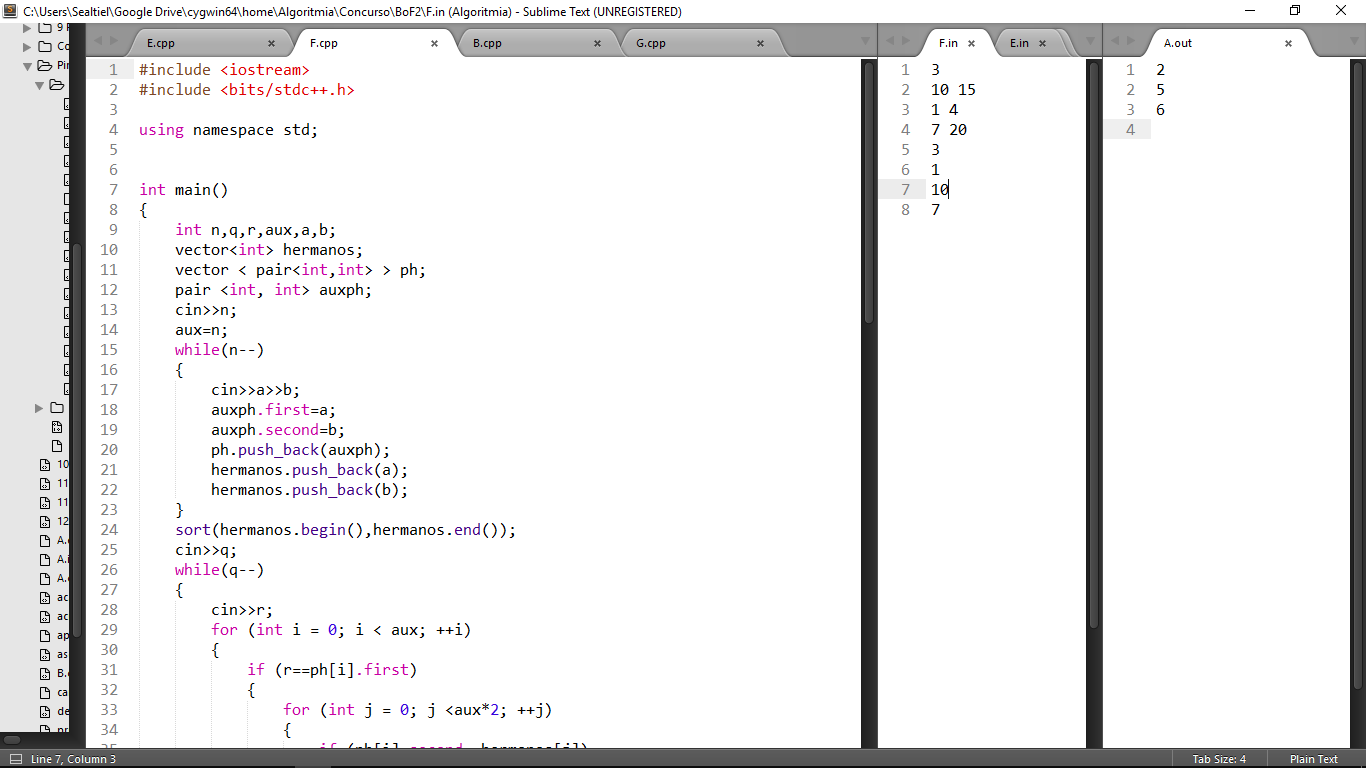 C:\Users\Sealtiel\Google Drive\cygwin64\home\Algoritmia\Concurso\BoF2\F.in (Algoritmia) - Sublime Text (UNREGISTERED)
9
Co
Pir
10
11
11
12
A.
A.i
A.
ac
ac
ap
as
B.
ca
de
E.cpp × F.cpp × B.cpp × G.cpp ×
1 #include <iostream>
2 #include <bits/stdc++.h>
3
4 using namespace std;
5
6
7 int main()
8 {
9     int n,q,r,aux,a,b;
10     vector<int> hermanos;
11     vector < pair<int,int> > ph;
12     pair <int, int> auxph;
13     cin>>n;
14     aux=n;
15     while(n--)
16     {
17         cin>>a>>b;
18         auxph.first=a;
19         auxph.second=b;
20         ph.push_back(auxph);
21         hermanos.push_back(a);
22         hermanos.push_back(b);
23     }
24     sort(hermanos.begin(),hermanos.end());
25     cin>>q;
26     while(q--)
27     {
28         cin>>r;
29         for (int i = 0; i < aux; ++i)
30         {
31             if (r==ph[i].first)
32             {
33                 for (int j = 0; j <aux*2; ++j)
34                 {
F.in × E.in ×
1 3
2 10 15
3 1 4
4 7 20
5 3
6 1
7 10
8 7
A.out ×
1 2
2 5
3 6
4
Line 7, Column 3
Tab Size: 4
Plain Text